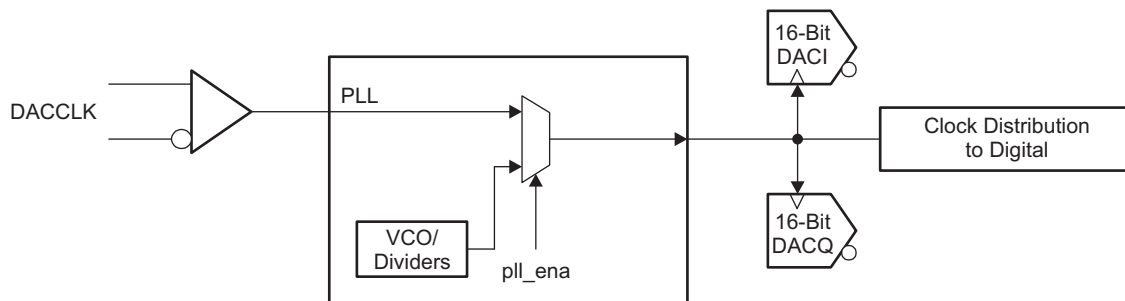 16-Bit
DACI
DACCLK
PLL
Clock Distribution
to Digital
VCO/
Dividers
pll_ena
16-Bit
DACQ